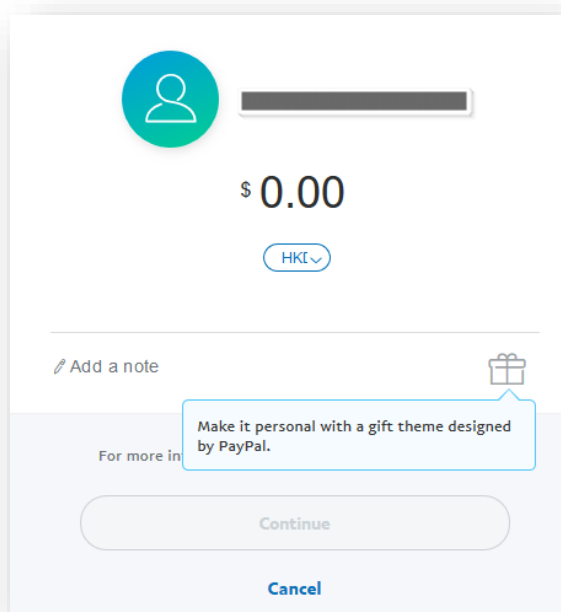 $ 0.00
HKD
Add a note
Make it personal with a gift theme designed
by PayPal.
For more in
Continue
Cancel